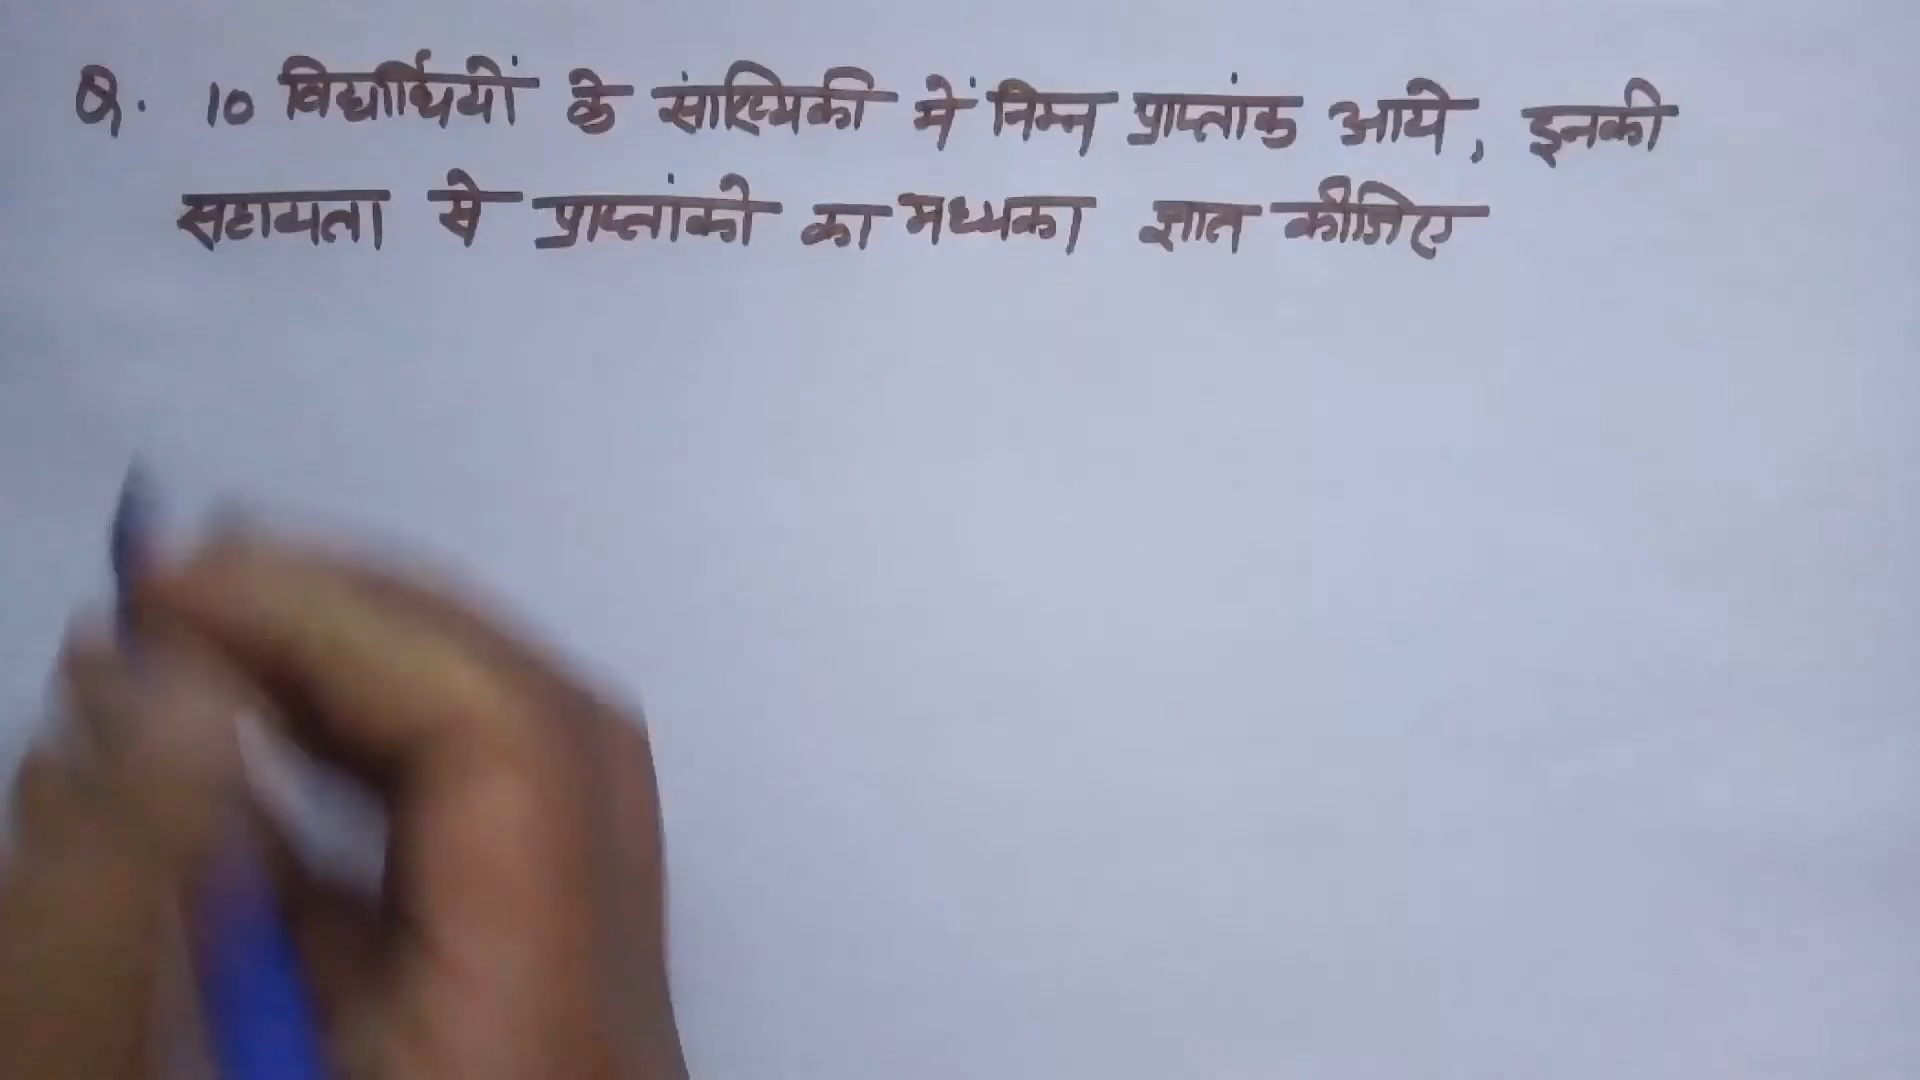 Q. 10 विद्यार्थियों के सांख्यिकी में निम्न प्राप्तांक आये, इनकी
सहायता से प्राप्तांको का मध्यका ज्ञात कीजिए